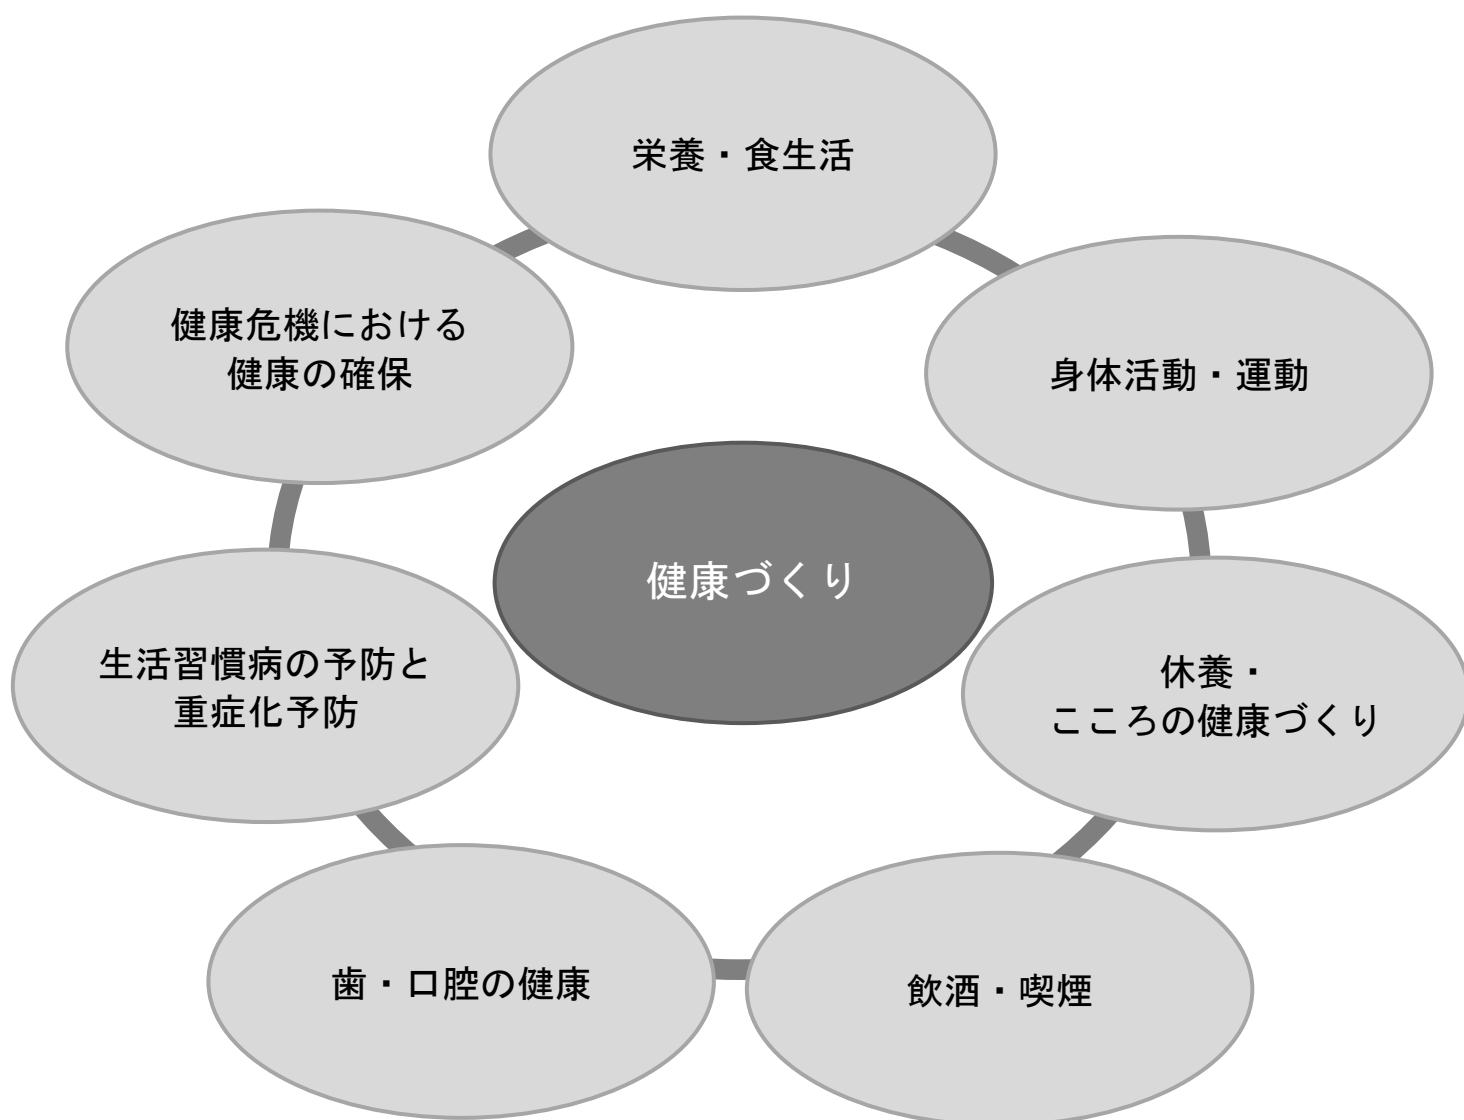 栄養・食生活
健康危機における
健康の確保
身体活動・運動
健康づくり
生活習慣病の予防と
重症化予防
休養・
こころの健康づくり
歯・口腔の健康
飲酒・喫煙